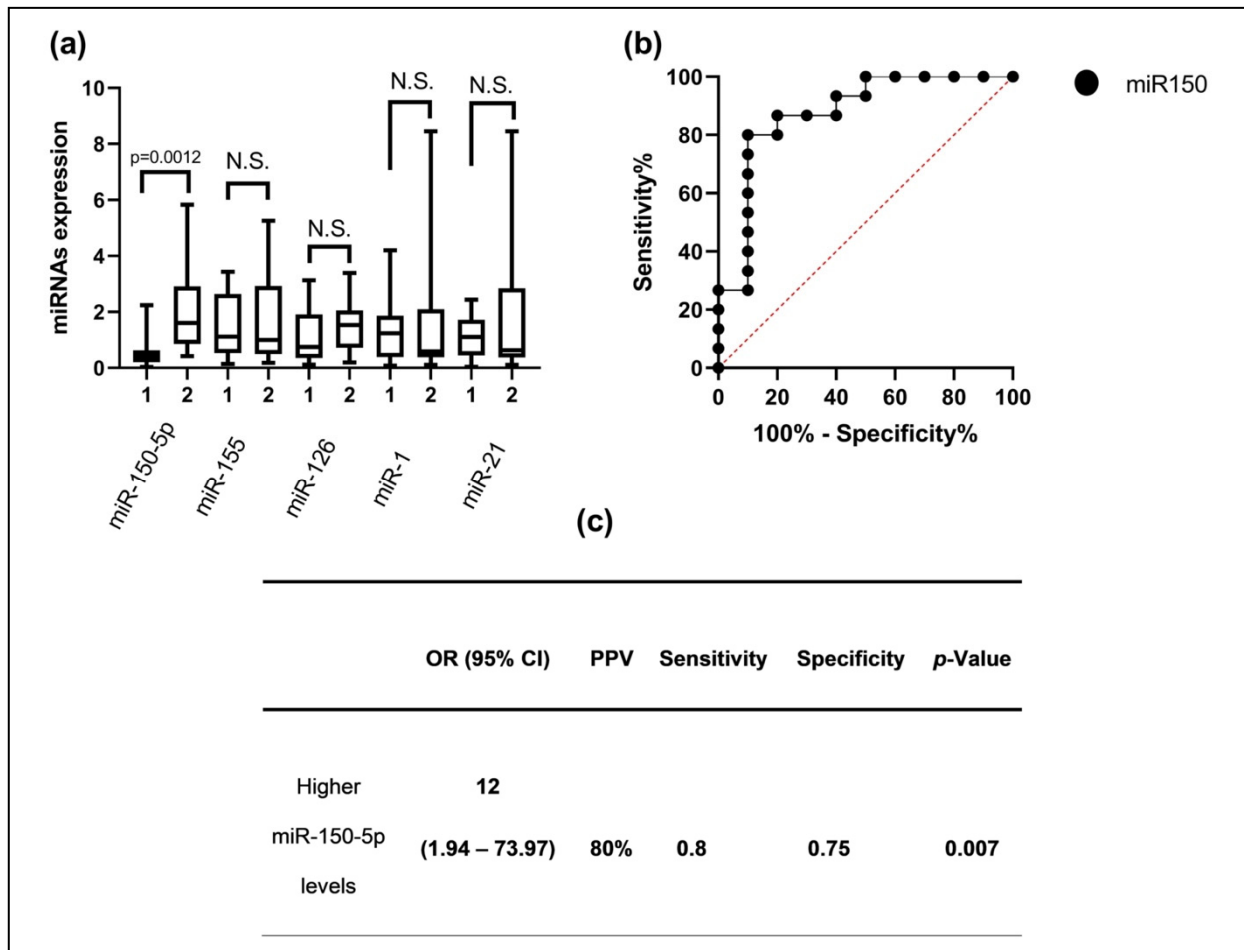 (a)
10
8
6
4
2
0
miRNAs expression
p=0.0012
N.S.
N.S.
N.S.
N.S.
1 2 1 2 1 2 1 2 1 2
miR-150-5p
miR-155
miR-126
miR-1
miR-21
(b)
100
80
60
40
20
0
Sensitivity%
0 20 40 60 80 100
100% - Specificity%
miR150
(c)
OR (95% CI) PPV Sensitivity Specificity p-Value
Higher 12
miR-150-5p (1.94 – 73.97) 80% 0.8 0.75 0.007
levels